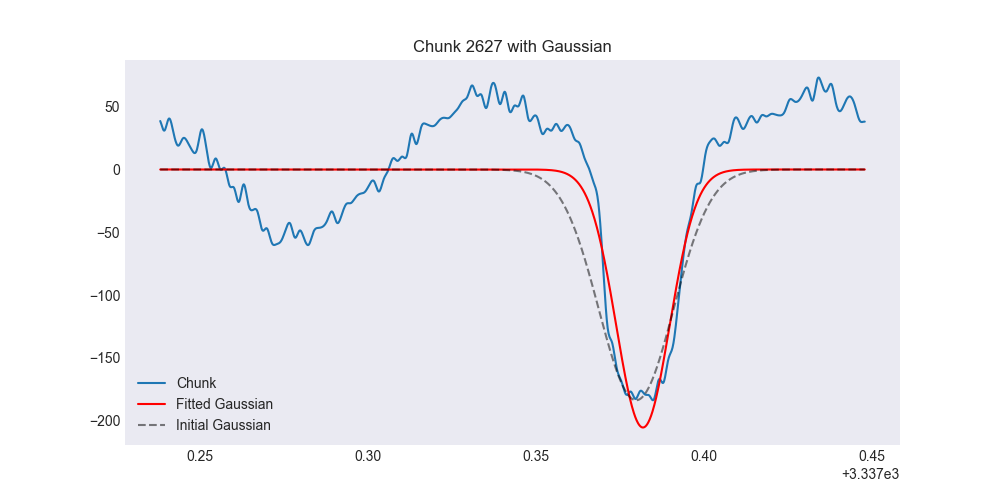 Chunk 2627 with Gaussian
50
0
−50
−100
−150
−200
Chunk
Fitted Gaussian
Initial Gaussian
0.25 0.30 0.35 0.40 0.45
+3.337e3